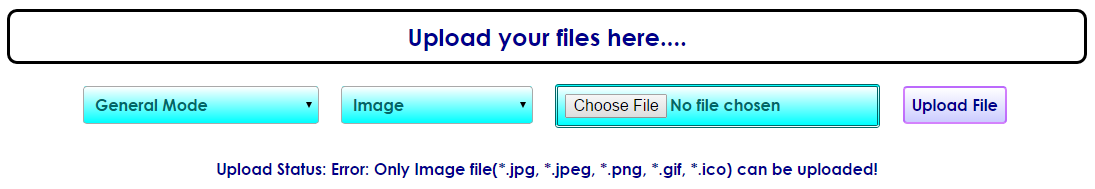 Upload your files here....
General Mode Image Choose File No file chosen Upload File
Upload Status: Error: Only Image file(*.jpg, *.jpeg, *.png, *.gif, *.ico) can be uploaded!